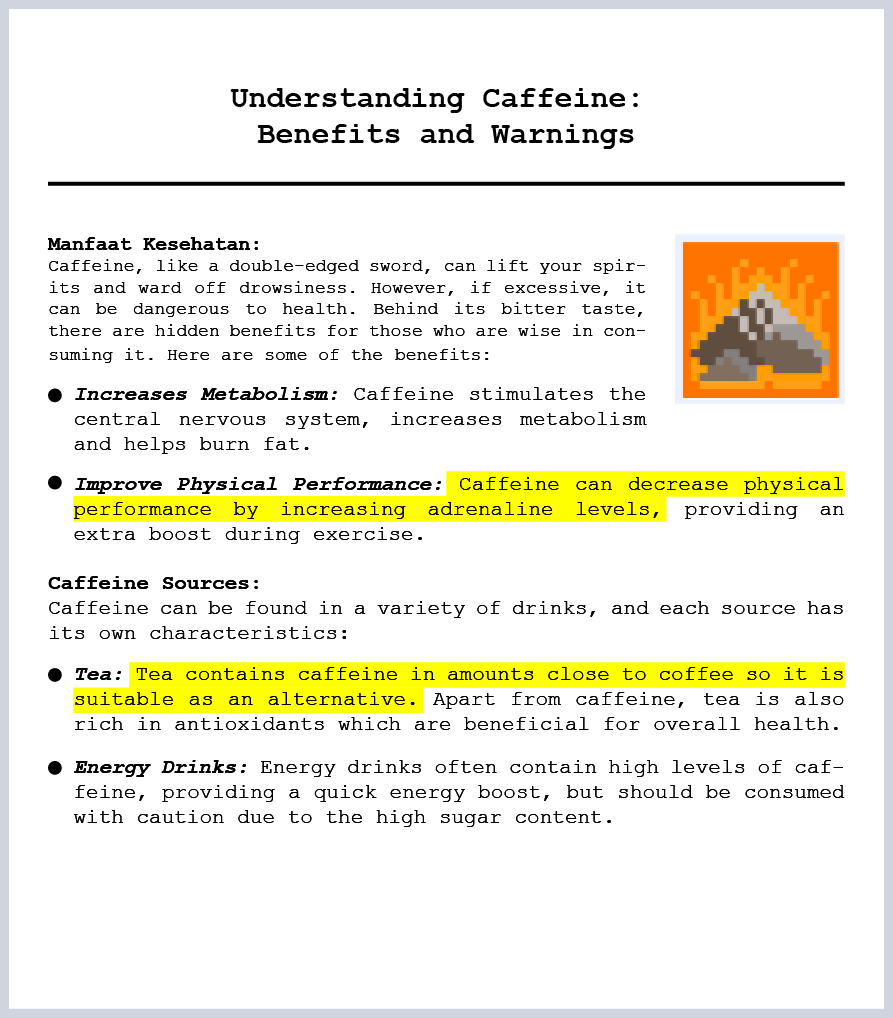 Understanding Caffeine:
Benefits and Warnings
Manfaat Kesehatan:
Caffeine, like a double-edged sword, can lift your spir-
its and ward off drowsiness. However, if excessive, it
can be dangerous to health. Behind its bitter taste,
there are hidden benefits for those who are wise in con-
suming it. Here are some of the benefits:
● Increases Metabolism: Caffeine stimulates the
central nervous system, increases metabolism
and helps burn fat.
● Improve Physical Performance: Caffeine can decrease physical
performance by increasing adrenaline levels, providing an
extra boost during exercise.
Caffeine Sources:
Caffeine can be found in a variety of drinks, and each source has
its own characteristics:
● Tea: Tea contains caffeine in amounts close to coffee so it is
suitable as an alternative. Apart from caffeine, tea is also
rich in antioxidants which are beneficial for overall health.
● Energy Drinks: Energy drinks often contain high levels of caf-
feine, providing a quick energy boost, but should be consumed
with caution due to the high sugar content.